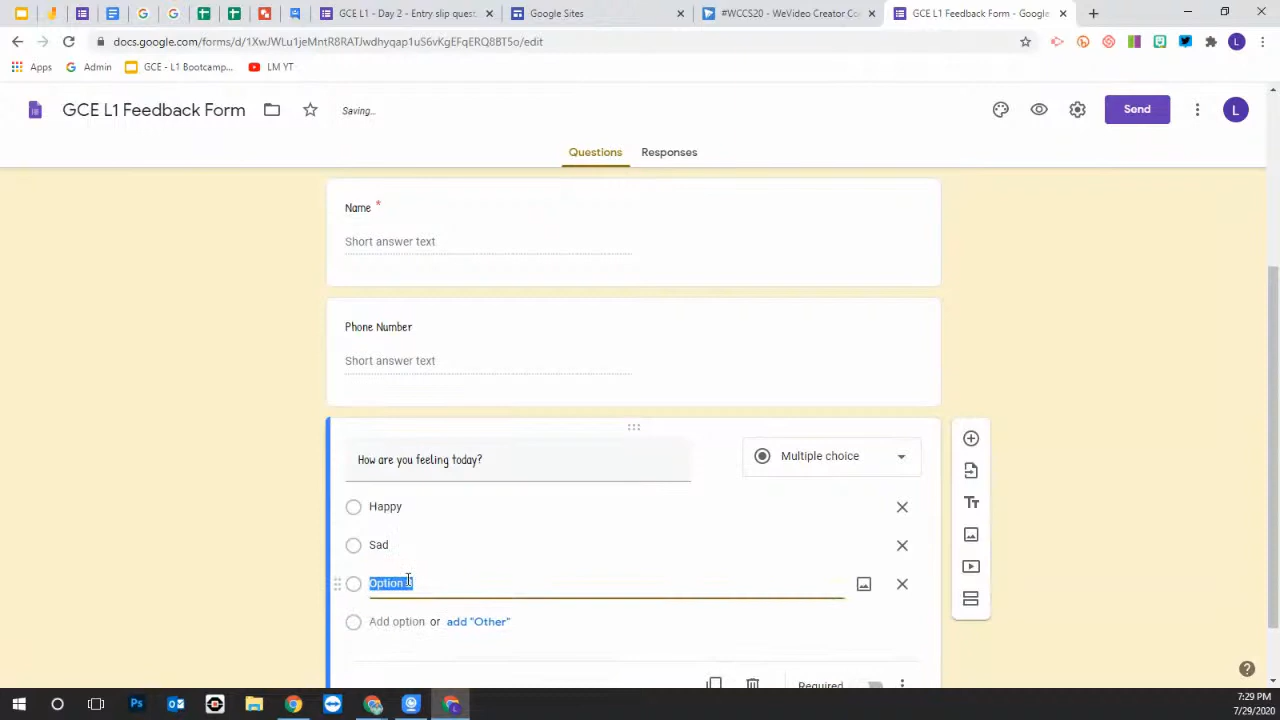 GCE L1 - Day 2 - Entry slip quest
Google Sites
#WCCS20 - WeVideo Creator Co
GCE L1 Feedback Form - Google
docs.google.com/forms/d/1XwJWLu1jeMntR8RATJwdhyqap1uS6vKgEFqERQ8BT5o/edit
Apps
Admin
GCE - L1 Bootcamp...
LM YT
GCE L1 Feedback Form
Saving...
Send
L
Questions
Responses
Name *
Short answer text
Phone Number
Short answer text
How are you feeling today?
Multiple choice
Happy
Sad
Option
Add option or add "Other"
Required
7:29 PM
7/29/2020